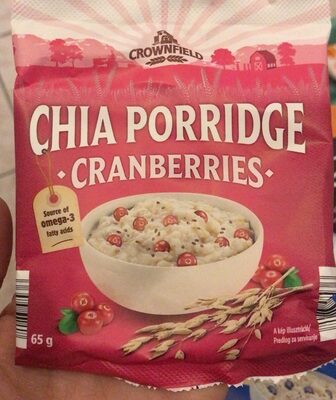 CROWNFIELD
CHIA PORRIDGE
• CRANBERRIES •
Source of
omega-3
fatty acids
65 g
A kép illusztráció!/
Predlog za serviranje